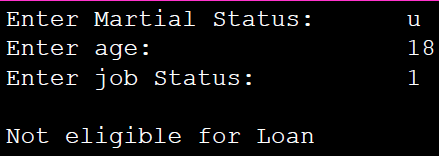 Enter Martial Status: u
Enter age: 18
Enter job Status: 1
Not eligible for Loan